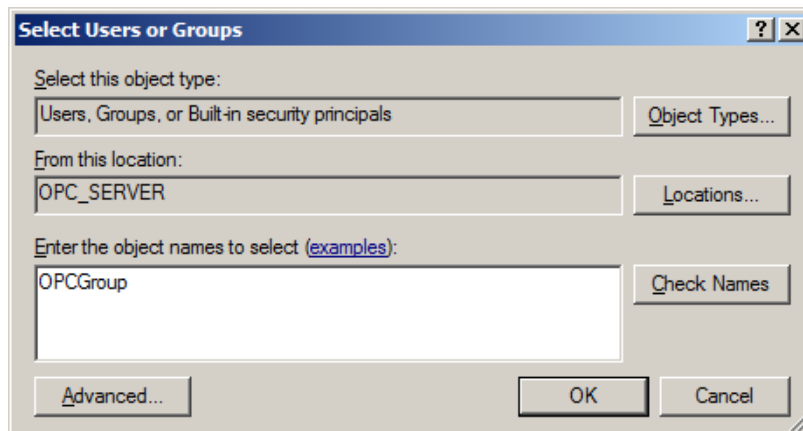 Select Users or Groups
Select this object type:
Users, Groups, or Built-in security principals
Object Types...
From this location:
OPC_SERVER
Locations...
Enter the object names to select (examples):
OPCGroup
Check Names
Advanced...
OK
Cancel